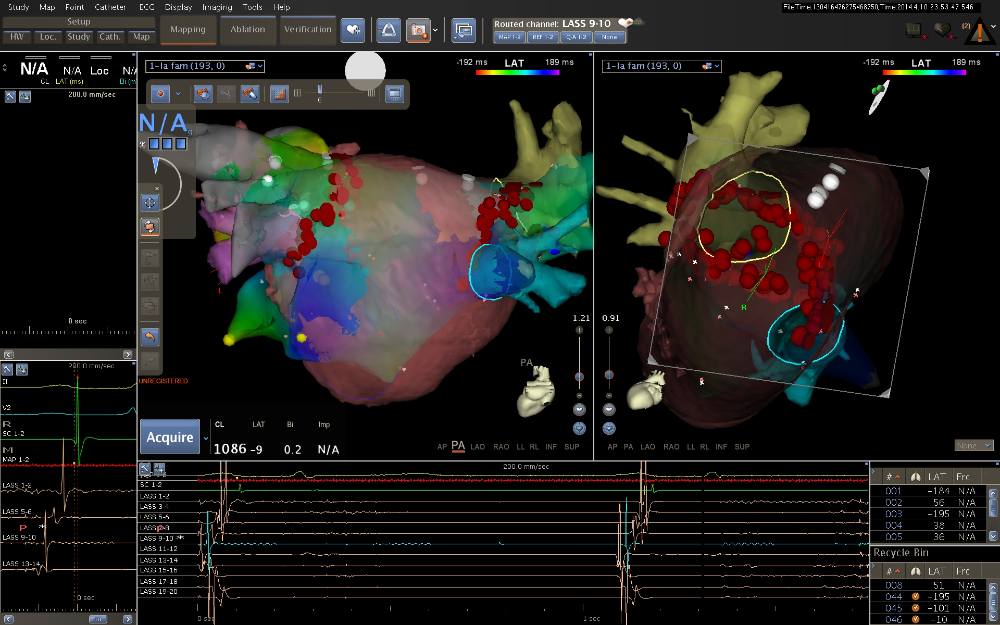 Study Map Point Catheter ECG Display Imaging Tools Help
FileTime:130416476275468750,Time:2014.4.10.23.53.47.546
Setup
HW Loc. Study Cath. Map
Mapping Ablation Verification
Routed channel: LASS 9-10
MAP 1-2 REF 1-2 Q-A 1-2 None
(2)
N/A N/A Loc N/A
CL LAT (ms)
200.0 mm/sec
0 sec
200.0 mm/sec
II
V2
R
SC 1-2
M
MAP 1-2
LASS 1-2
LASS 5-6
P
LASS 9-10
LASS 13-14
0 sec
1-la fam (193, 0)
-192 ms LAT 189 ms
6
N/A g
%
L
UNREGISTERED
PA
1.21
Acquire
CL LAT Bi Imp
1086 -9 0.2 N/A
AP PA LAO RAO LL RL INF SUP
1-la fam (193, 0)
-192 ms LAT 189 ms
L
R
0.91
AP PA LAO RAO LL RL INF SUP
None
200.0 mm/sec
SC 1-2
LASS 1-2
LASS 3-4
LASS 5-6
LASS 7-8
LASS 9-10
LASS 11-12
LASS 13-14
LASS 15-16
LASS 17-18
LASS 19-20
0 sec 1 sec
# LAT Frc
001 -184 N/A
002 56 N/A
003 -195 N/A
004 38 N/A
005 36 N/A
Recycle Bin
# LAT Frc
008 51 N/A
044 -195 N/A
045 -101 N/A
046 -10 N/A